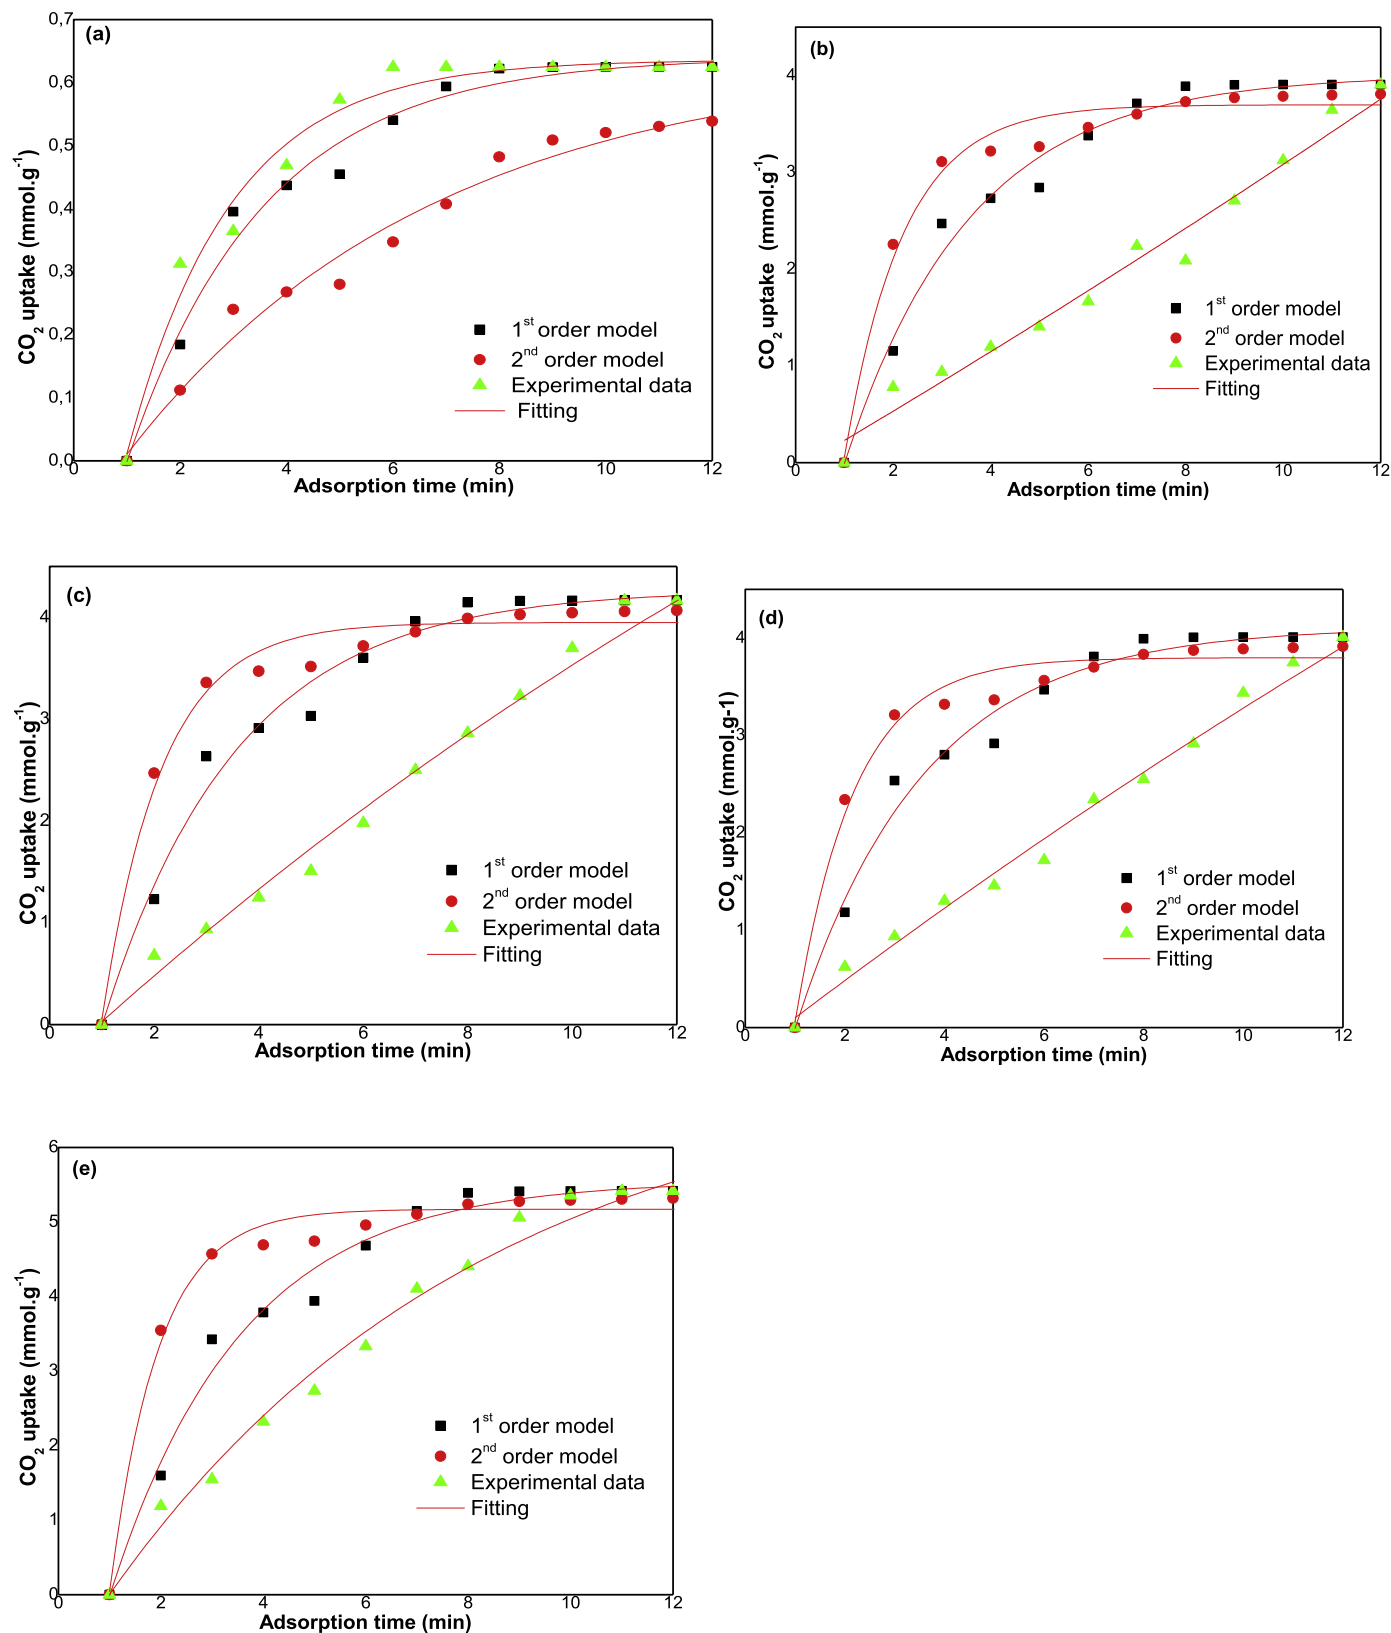 (a)
0,7
0,6
0,5
0,4
0,3
0,2
0,1
0,0
CO2 uptake (mmol.g-1)
1st order model
2nd order model
Experimental data
Fitting
0 2 4 6 8 10 12
Adsorption time (min)
(b)
4
3
2
1
0
CO2 uptake (mmol.g-1)
1st order model
2nd order model
Experimental data
Fitting
0 2 4 6 8 10 12
Adsorption time (min)
(c)
4
3
2
1
0
CO2 uptake (mmol.g-1)
1st order model
2nd order model
Experimental data
Fitting
0 2 4 6 8 10 12
Adsorption time (min)
(d)
4
3
2
1
0
CO2 uptake (mmol.g-1)
1st order model
2nd order model
Experimental data
Fitting
0 2 4 6 8 10 12
Adsorption time (min)
(e)
6
5
4
3
2
1
0
CO2 uptake (mmol.g-1)
1st order model
2nd order model
Experimental data
Fitting
0 2 4 6 8 10 12
Adsorption time (min)